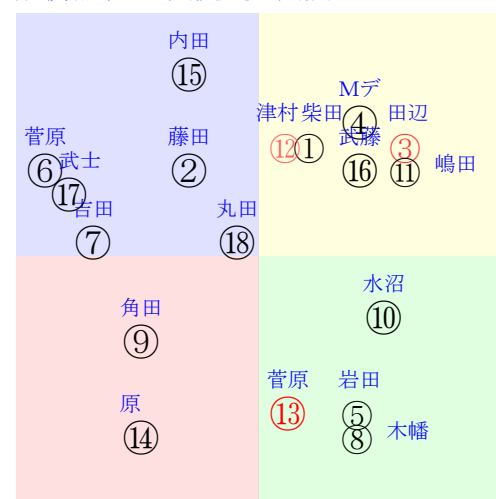 内田
⑮
Mデ
④
津村 柴田 武藤 田辺
⑫ ① ⑯ ③ ⑪ 嶋田
菅原 武士 藤田
⑥ ⑰ ②
吉田 丸田
⑦ ⑱
水沼
⑩
角田
⑨
菅原 岩田
⑬ ⑤
⑧ 木幡
原
⑭